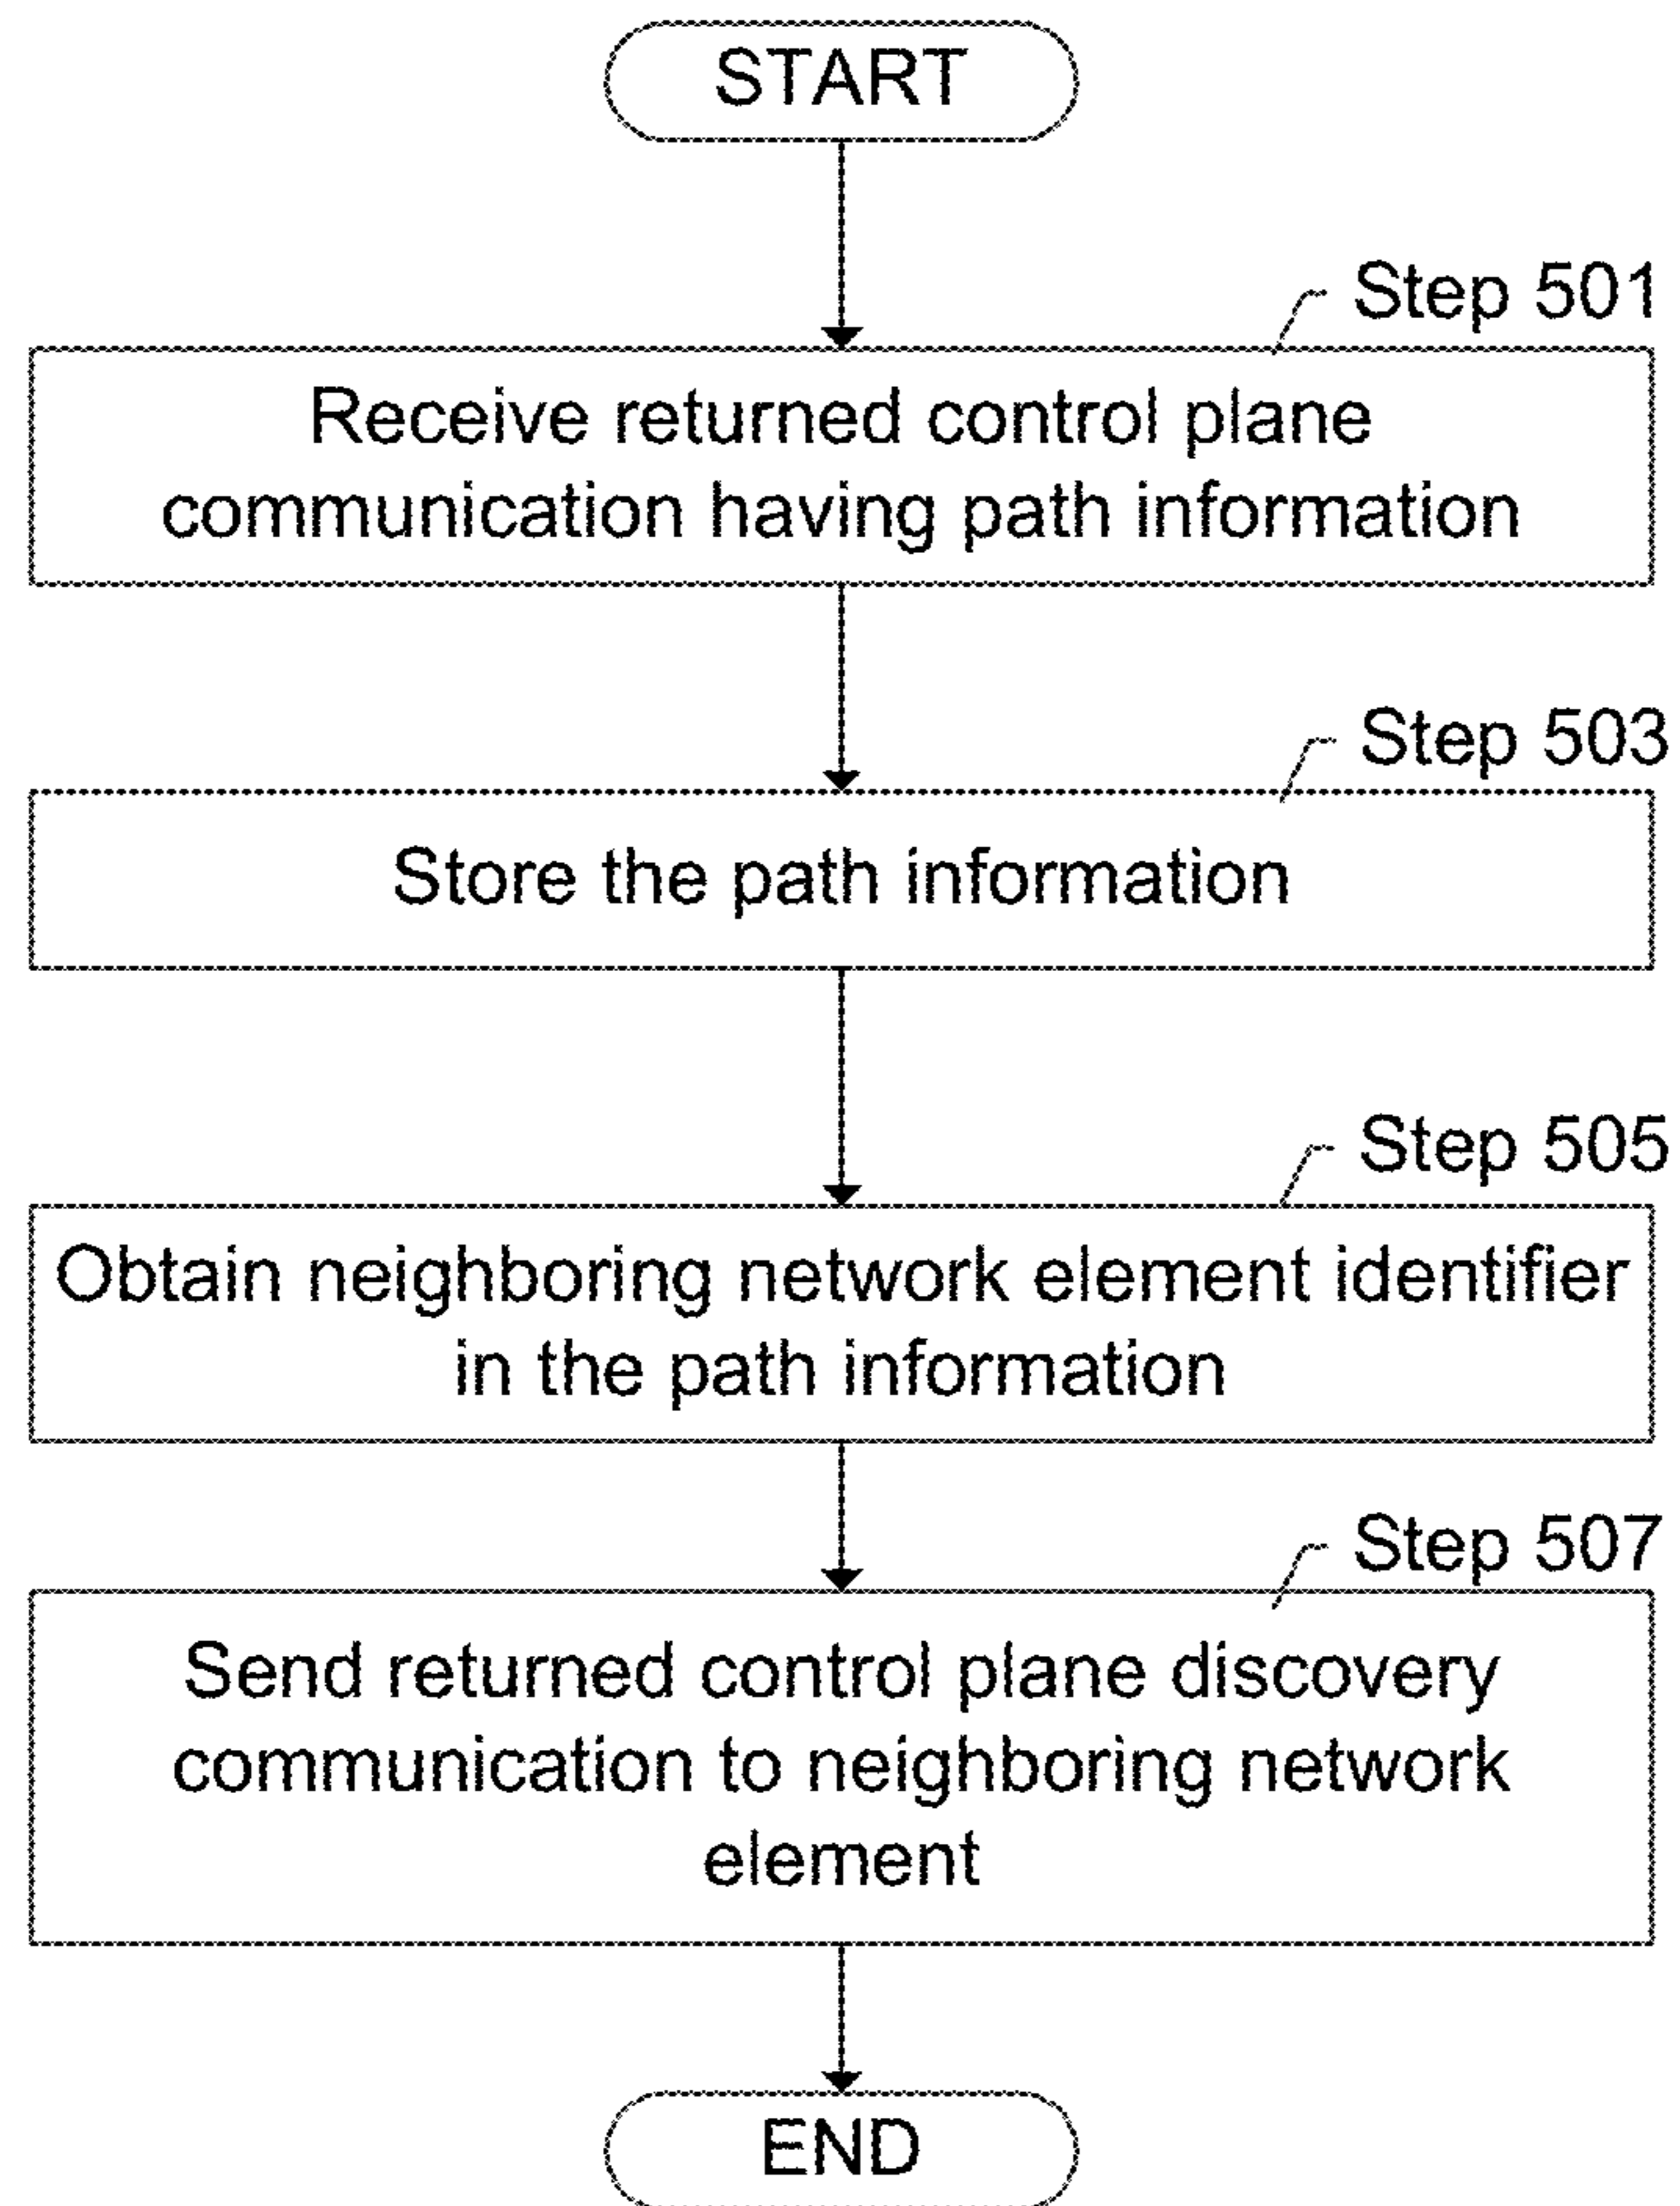 START
Step 501
Receive returned control plane
communication having path information
Step 503
Store the path information
Step 505
Obtain neighboring network element identifier
in the path information
Step 507
Send returned control plane discovery
communication to neighboring network
element
END